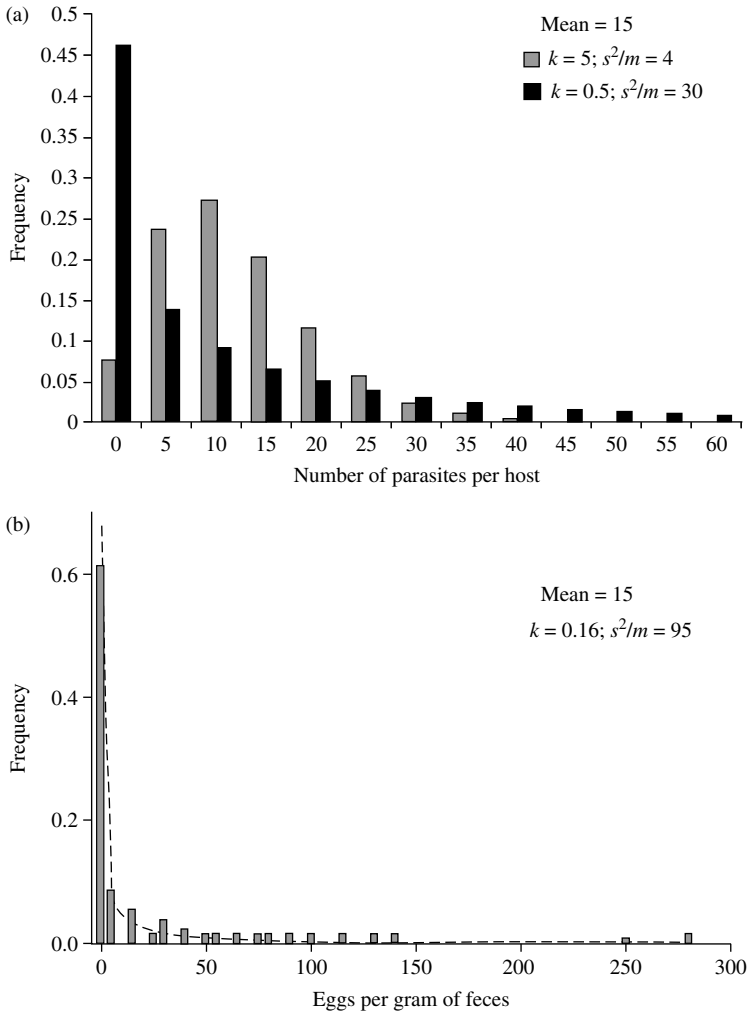 (a)
Mean = 15
k = 5; s²/m = 4
k = 0.5; s²/m = 30
Frequency
0.5
0.45
0.4
0.35
0.3
0.25
0.2
0.15
0.1
0.05
0
0 5 10 15 20 25 30 35 40 45 50 55 60
Number of parasites per host
(b)
Mean = 15
k = 0.16; s²/m = 95
Frequency
0.6
0.4
0.2
0.0
0 50 100 150 200 250 300
Eggs per gram of feces